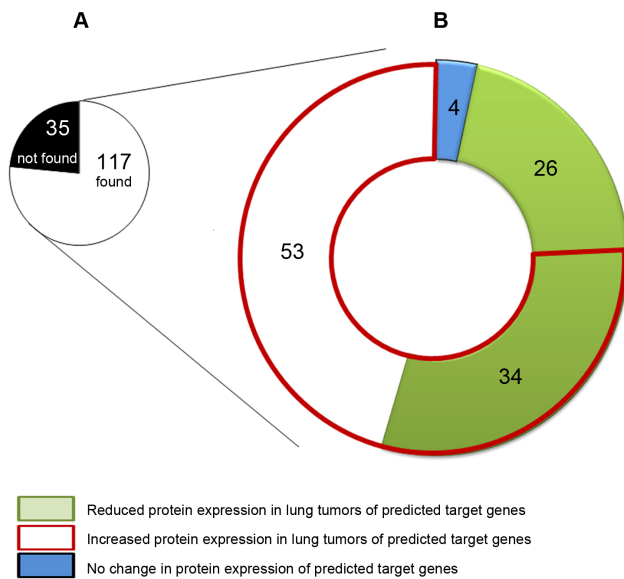 A
B
35
not found
117
found
4
26
53
34
Reduced protein expression in lung tumors of predicted target genes
Increased protein expression in lung tumors of predicted target genes
No change in protein expression of predicted target genes